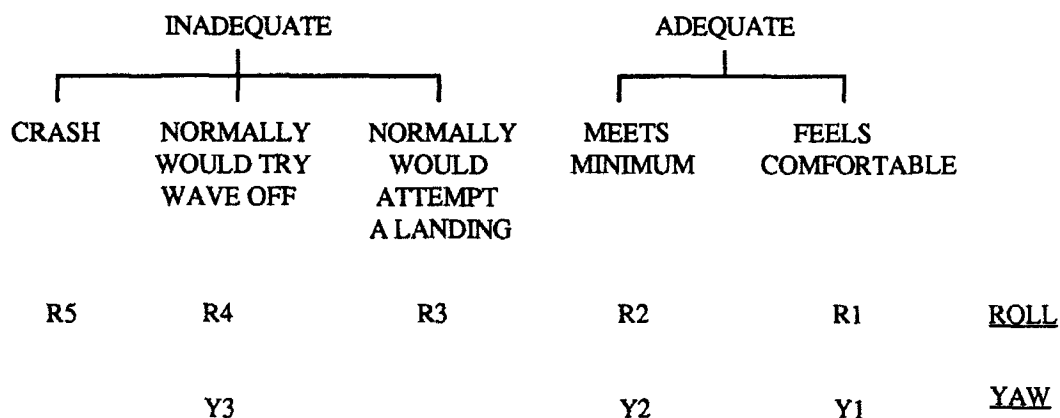 INADEQUATE ADEQUATE
CRASH NORMALLY NORMALLY MEETS FEELS
WOULD TRY WOULD MINIMUM COMFORTABLE
WAVE OFF ATTEMPT
A LANDING
R5 R4 R3 R2 R1 ROLL
Y3 Y2 Y1 YAW